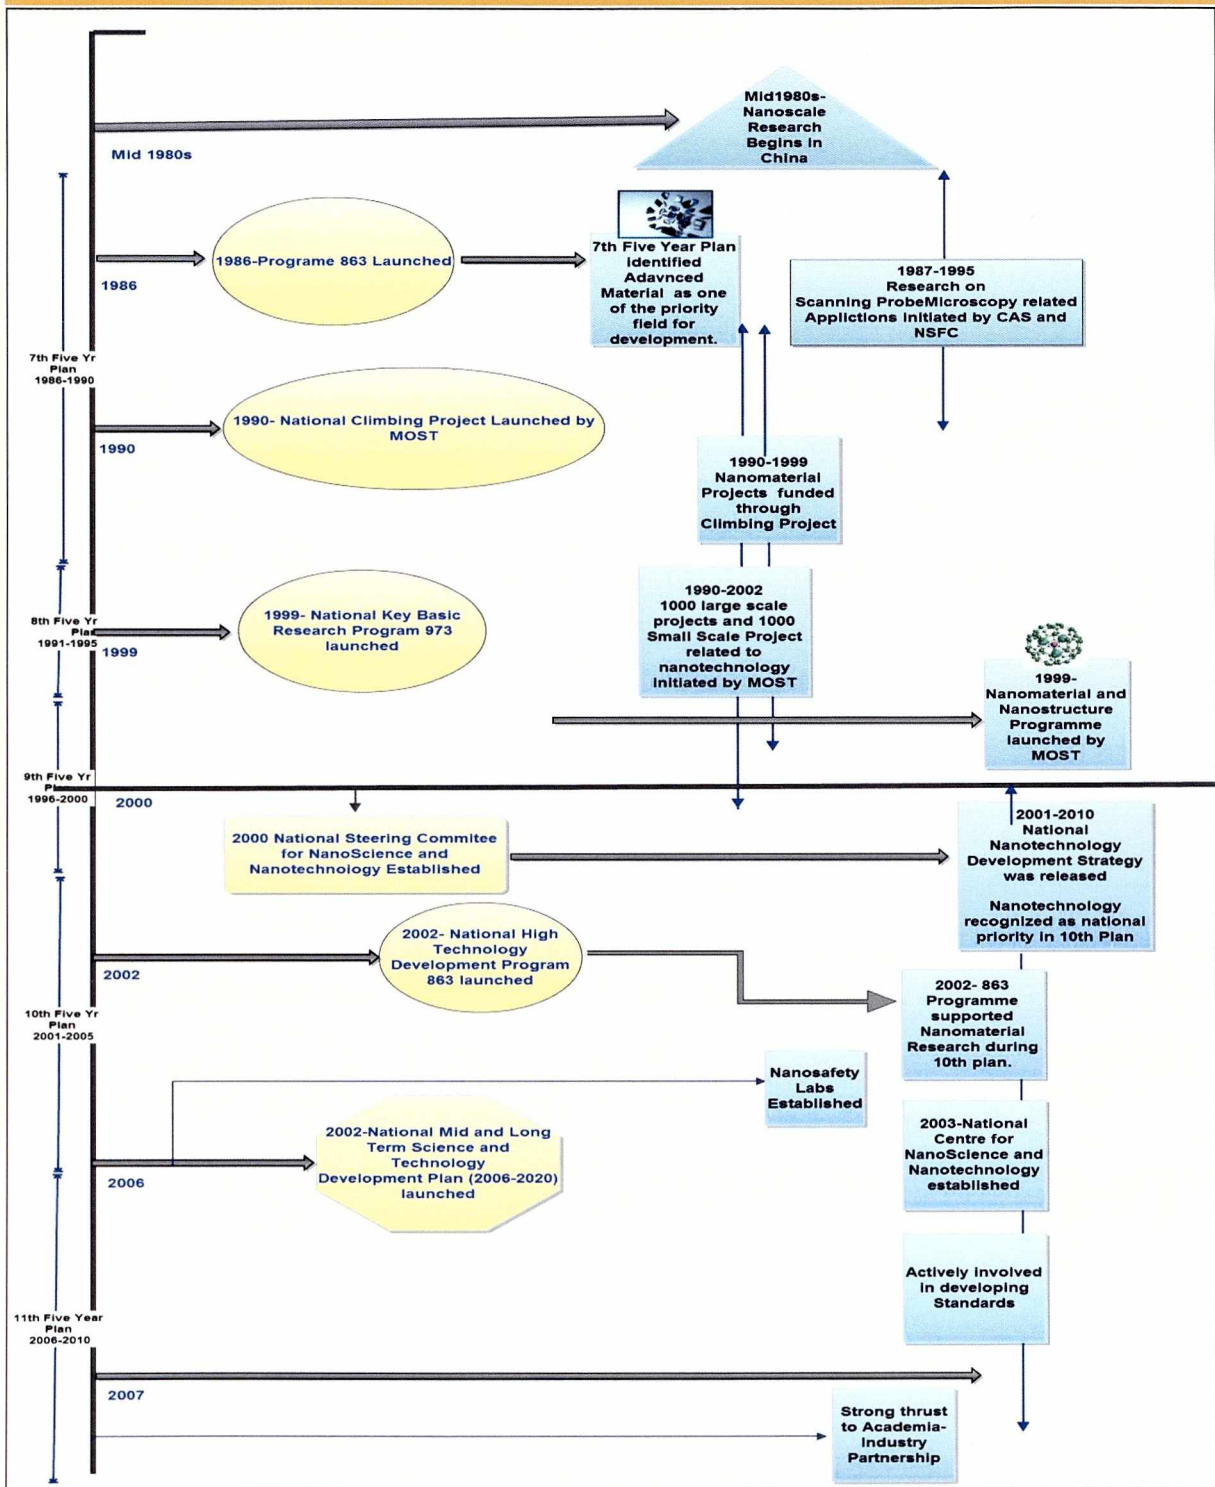 Mid1980s-
Nanoscale
Research
Begins in
China
Mid 1980s
1986-Programe 863 Launched
7th Five Year Plan
identified
Adavnced
Material as one
of the priority
field for
development.
1987-1995
Research on
Scanning ProbeMicroscopy related
Applictions initiated by CAS and
NSFC
1986
7th Five Yr
Plan
1986-1990
1990- National Climbing Project Launched by
MOST
1990
1990-1999
Nanomaterial
Projects funded
through
Climbing Project
1990-2002
1000 large scale
projects and 1000
Small Scale Project
related to
nanotechnology
initiated by MOST
8th Five Yr
Plan
1991-1995
1999- National Key Basic
Research Program 973
launched
1999
1999-
Nanomaterial and
Nanostructure
Programme
launched by
MOST
9th Five Yr
1996-2000
2000
2000 National Steering Commitee
for NanoScience and
Nanotechnology Established
2001-2010
National
Nanotechnology
Development Strategy
was released
Nanotechnology
recognized as national
priority in 10th Plan
2002- National High
Technology
Development Program
863 launched
2002
2002- 863
Programme
supported
Nanomaterial
Research during
10th plan.
10th Five Yr
Plan
2001-2005
Nanosafety
Labs
Established
2002-National Mid and Long
Term Science and
Technology
Development Plan (2006-2020)
launched
2006
2003-National
Centre for
NanoScience and
Nanotechnology
established
Actively involved
in developing
Standards
11th Five Year
Plan
2006-2010
2007
Strong thrust
to Academia-
Industry
Partnership